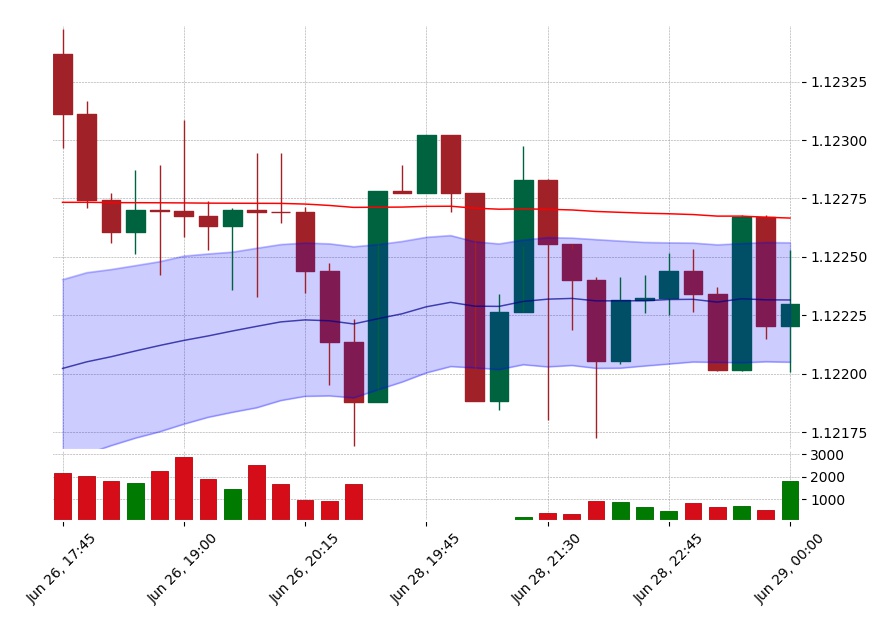 1.12325
1.12300
1.12275
1.12250
1.12225
1.12200
1.12175
3000
2000
1000
Jun 26, 17:45
Jun 26, 19:00
Jun 26, 20:15
Jun 28, 19:45
Jun 28, 21:30
Jun 28, 22:45
Jun 29, 00:00